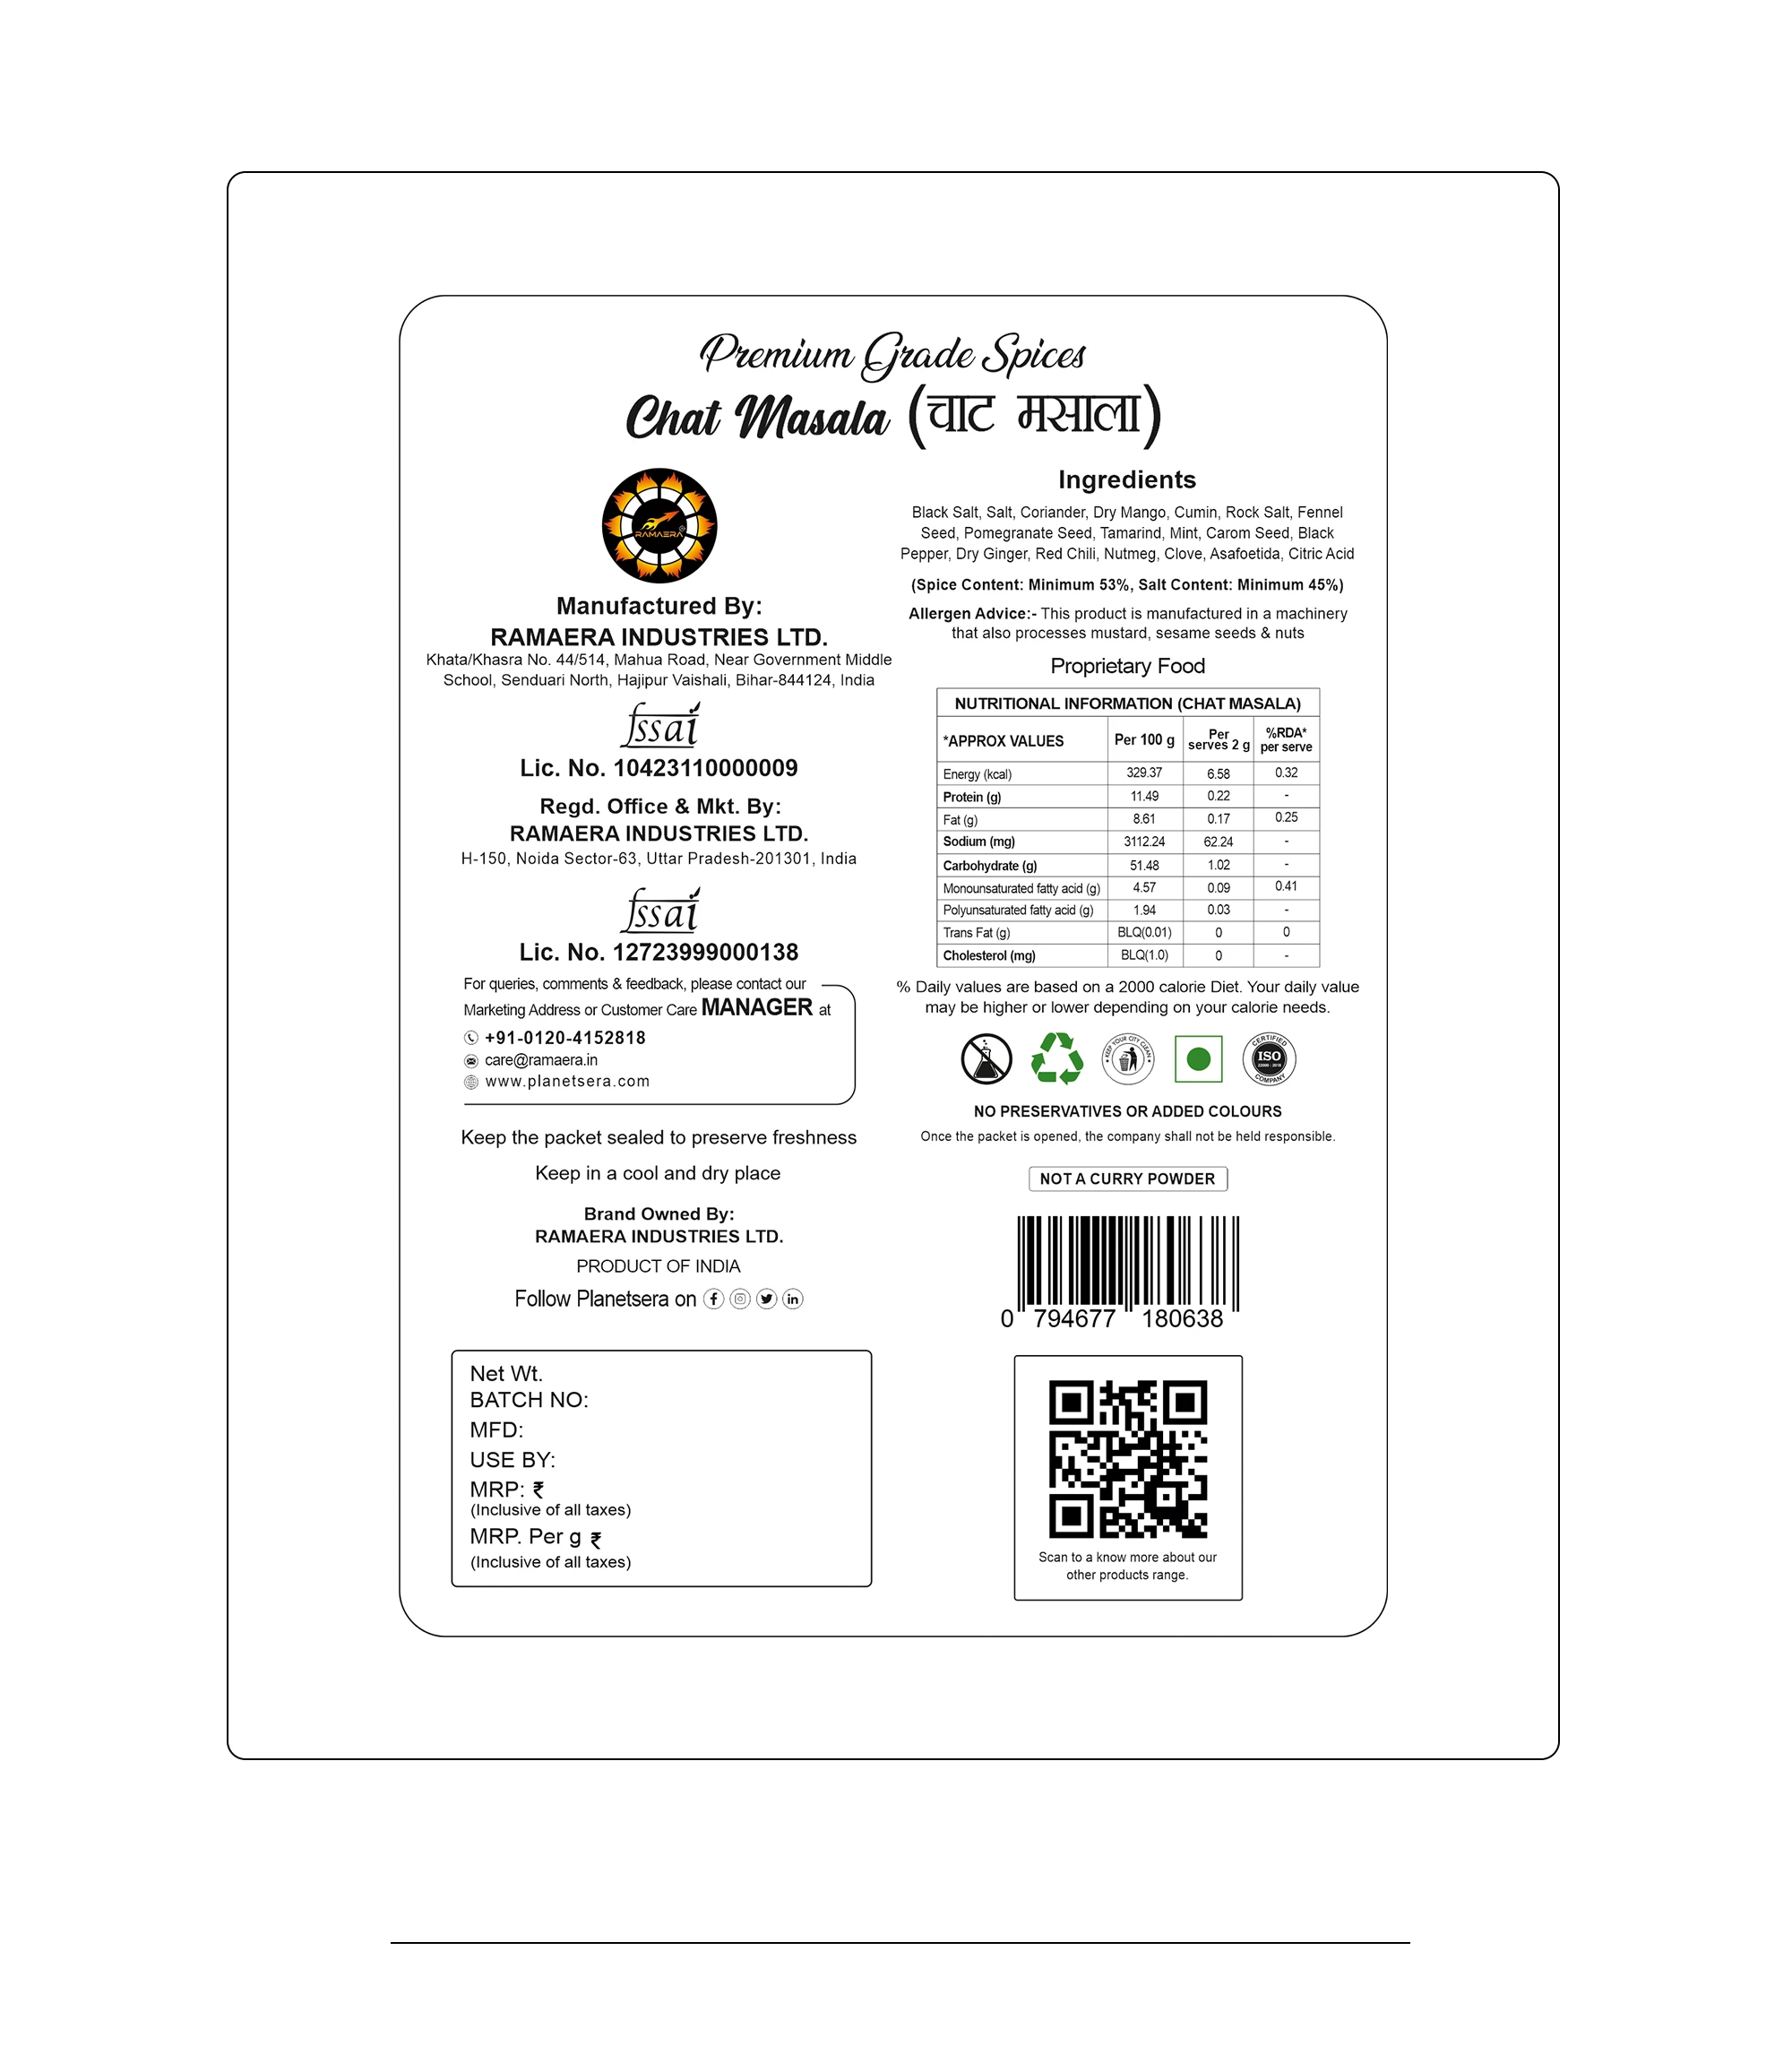 Premium Grade Spices
Chat Masala (चाट मसाला)
RAMAERA
Manufactured By:
RAMAERA INDUSTRIES LTD.
Khata/Khasra No. 44/514, Mahua Road, Near Government Middle
School, Senduari North, Hajipur Vaishali, Bihar-844124, India
fssai
Lic. No. 10423110000009
Regd. Office & Mkt. By:
RAMAERA INDUSTRIES LTD.
H-150, Noida Sector-63, Uttar Pradesh-201301, India
fssai
Lic. No. 12723999000138
For queries, comments & feedback, please contact our
Marketing Address or Customer Care MANAGER at
+91-0120-4152818
care@ramaera.in
www.planetsera.com
Keep the packet sealed to preserve freshness
Keep in a cool and dry place
Brand Owned By:
RAMAERA INDUSTRIES LTD.
PRODUCT OF INDIA
Follow Planetsera on
Net Wt.
BATCH NO:
MFD:
USE BY:
MRP: ₹
(Inclusive of all taxes)
MRP. Per g ₹
(Inclusive of all taxes)
Ingredients
Black Salt, Salt, Coriander, Dry Mango, Cumin, Rock Salt, Fennel
Seed, Pomegranate Seed, Tamarind, Mint, Carom Seed, Black
Pepper, Dry Ginger, Red Chili, Nutmeg, Clove, Asafoetida, Citric Acid
(Spice Content: Minimum 53%, Salt Content: Minimum 45%)
Allergen Advice:- This product is manufactured in a machinery
that also processes mustard, sesame seeds & nuts
Proprietary Food
NUTRITIONAL INFORMATION (CHAT MASALA)
*APPROX VALUES Per 100 g Per serves 2 g %RDA* per serve
Energy (kcal) 329.37 6.58 0.32
Protein (g) 11.49 0.22 -
Fat (g) 8.61 0.17 0.25
Sodium (mg) 3112.24 62.24 -
Carbohydrate (g) 51.48 1.02 -
Monounsaturated fatty acid (g) 4.57 0.09 0.41
Polyunsaturated fatty acid (g) 1.94 0.03 -
Trans Fat (g) BLQ(0.01) 0 0
Cholesterol (mg) BLQ(1.0) 0 -
% Daily values are based on a 2000 calorie Diet. Your daily value
may be higher or lower depending on your calorie needs.
KEEP YOUR CITY CLEAN
CERTIFIED
ISO
COMPANY
NO PRESERVATIVES OR ADDED COLOURS
Once the packet is opened, the company shall not be held responsible.
NOT A CURRY POWDER
0 794677 180638
Scan to a know more about our
other products range.